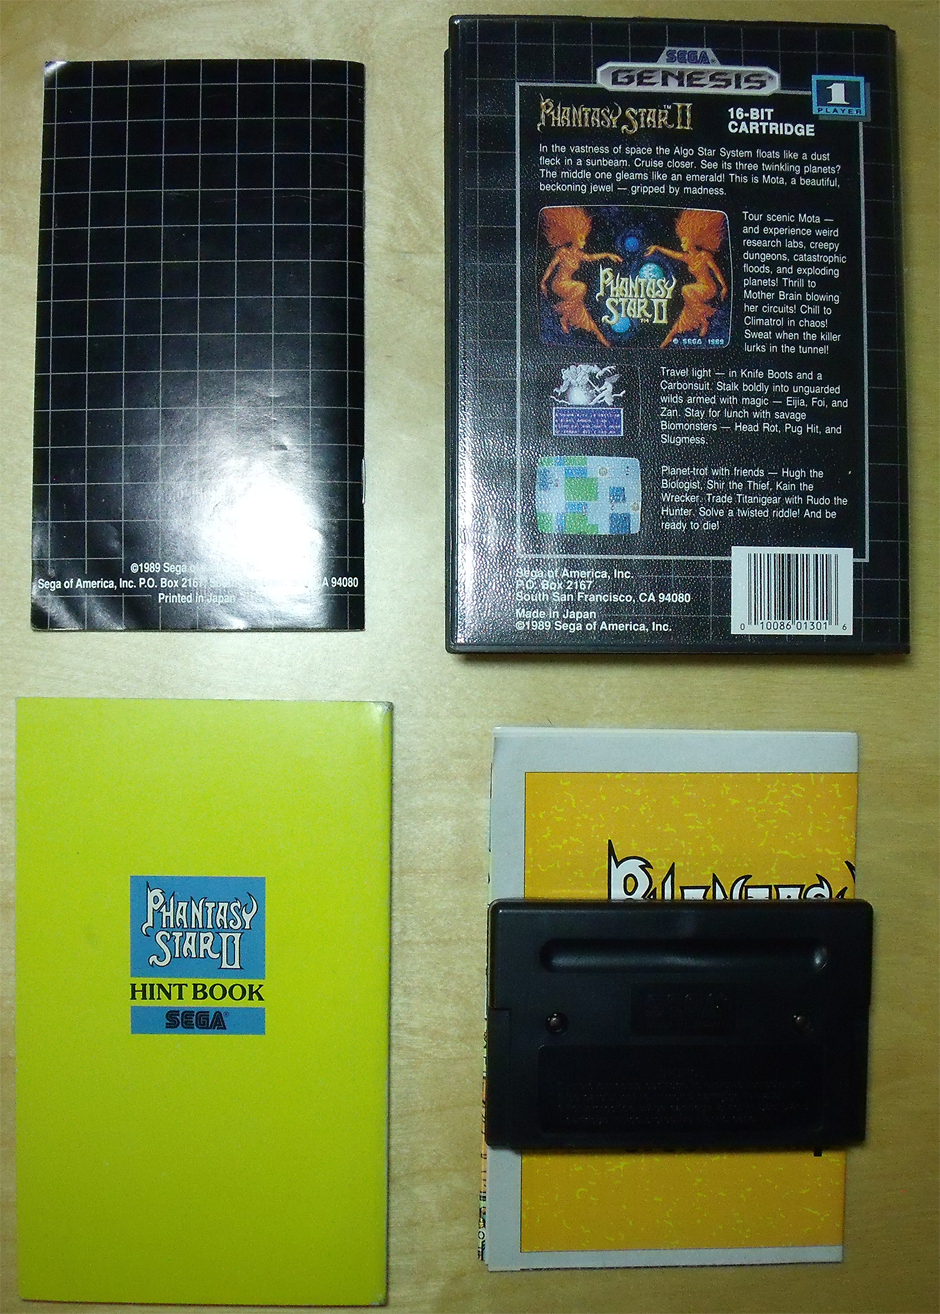 ©1989 Sega
Sega of America, Inc. P.O. Box 2167, CA 94080
Printed in Japan
SEGA®
GENESIS®
1
PLAYER
PHANTASY STAR II™
16-BIT
CARTRIDGE
In the vastness of space the Algo Star System floats like a dust
fleck in a sunbeam. Cruise closer. See its three twinkling planets?
The middle one gleams like an emerald! This is Mota, a beautiful,
beckoning jewel — gripped by madness.
PHANTASY
STAR II
TM
© SEGA 1989
Tour scenic Mota —
and experience weird
research labs, creepy
dungeons, catastrophic
floods, and exploding
planets! Thrill to
Mother Brain blowing
her circuits! Chill to
Climatrol in chaos!
Sweat when the killer
lurks in the tunnel!
Travel light — in Knife Boots and a
Carbonsuit. Stalk boldly into unguarded
wilds armed with magic — Eijia, Foi, and
Zan. Stay for lunch with savage
Biomonsters — Head Rot, Pug Hit, and
Slugmess.
Planet-trot with friends — Hugh the
Biologist, Shir the Thief, Kain the
Wrecker. Trade Titanigear with Rudo the
Hunter. Solve a twisted riddle! And be
ready to die!
Sega of America, Inc.
P.O. Box 2167
South San Francisco, CA 94080
Made in Japan
©1989 Sega of America, Inc.
0 10086 01301 6
PHANTASY
STAR II
HINT BOOK
SEGA®